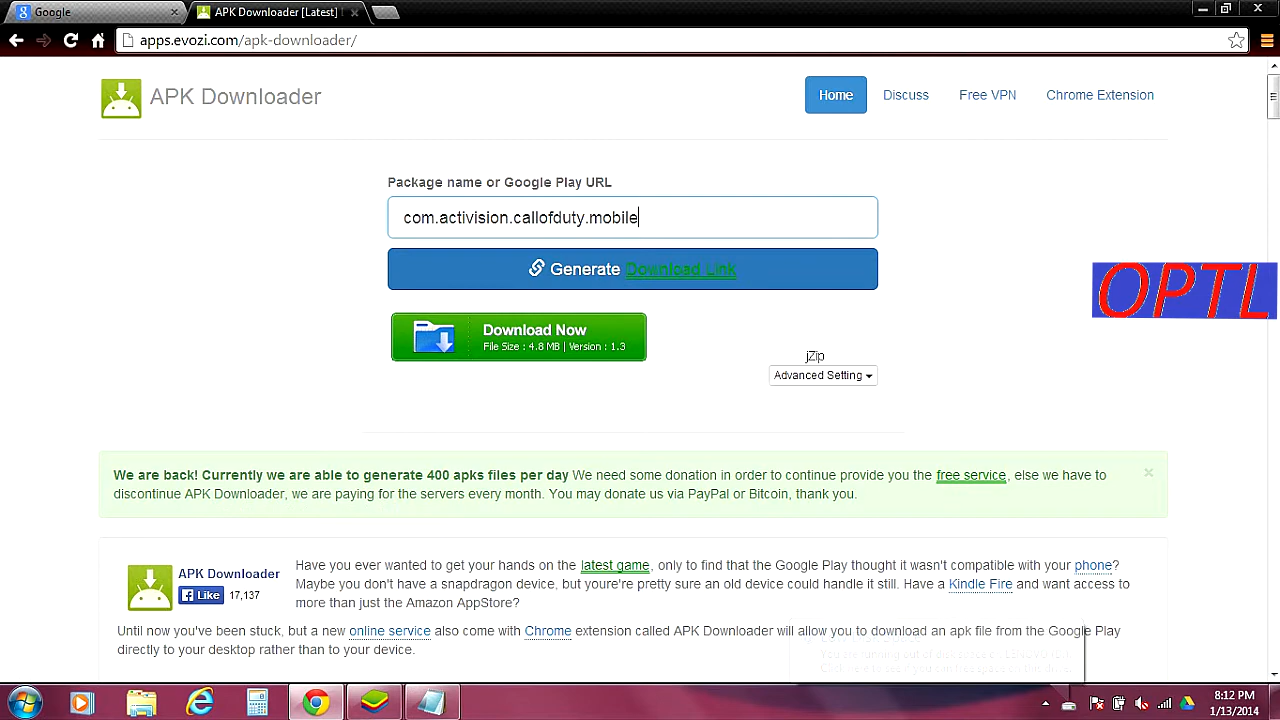 Google
APK Downloader [Latest]
apps.evozi.com/apk-downloader/
APK Downloader
Home
Discuss
Free VPN
Chrome Extension
Package name or Google Play URL
com.activision.callofduty.mobile
Generate Download Link
OPTL
Download Now
File Size : 4.8 MB | Version : 1.3
jZip
Advanced Setting
We are back! Currently we are able to generate 400 apks files per day We need some donation in order to continue provide you the free service, else we have to
discontinue APK Downloader, we are paying for the servers every month. You may donate us via PayPal or Bitcoin, thank you.
APK Downloader
Like 17,137
Have you ever wanted to get your hands on the latest game, only to find that the Google Play thought it wasn't compatible with your phone?
Maybe you don't have a snapdragon device, but youre're pretty sure an old device could handle it still. Have a Kindle Fire and want access to
more than just the Amazon AppStore?
Until now you've been stuck, but a new online service also come with Chrome extension called APK Downloader will allow you to download an apk file from the Google Play
directly to your desktop rather than to your device.
8:12 PM
1/13/2014